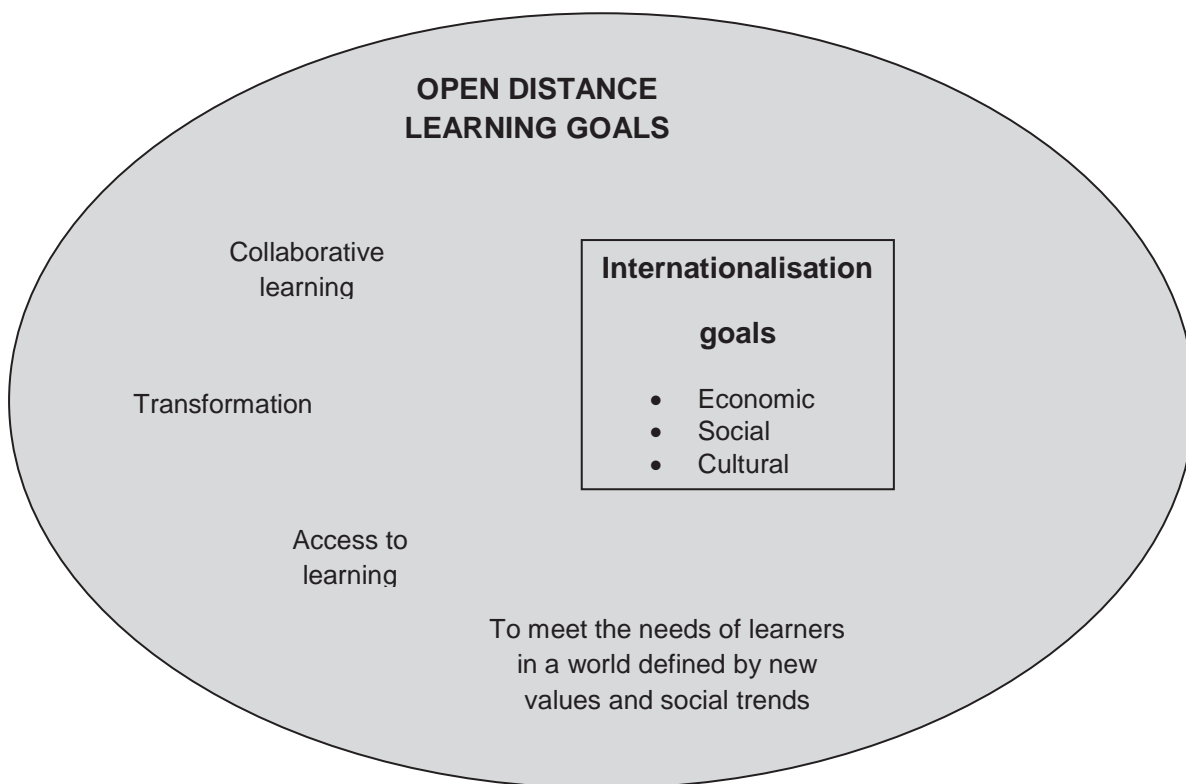 OPEN DISTANCE
LEARNING GOALS
Collaborative
learning
Internationalisation
goals
• Economic
• Social
• Cultural
Transformation
Access to
learning
To meet the needs of learners
in a world defined by new
values and social trends